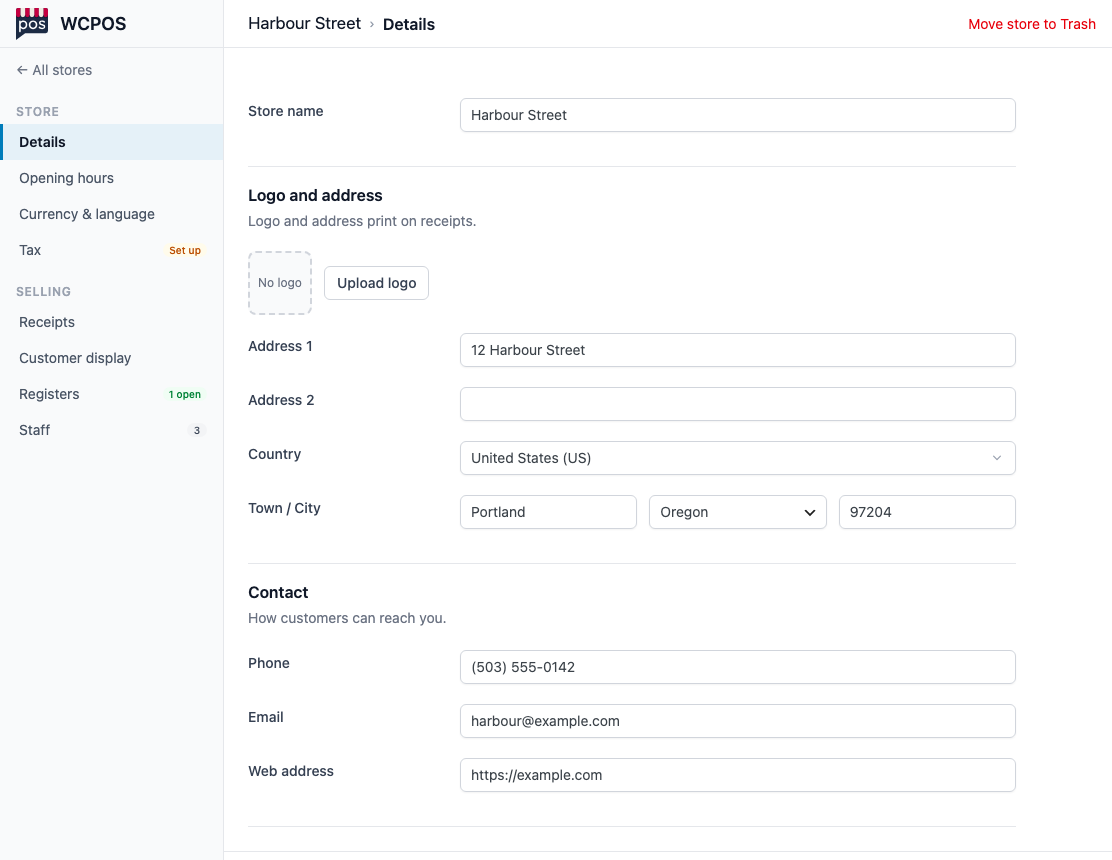 pos WCPOS
Harbour Street › Details
Move store to Trash
← All stores
STORE
Details
Opening hours
Currency & language
Tax Set up
SELLING
Receipts
Customer display
Registers 1 open
Staff 3
Store name Harbour Street
Logo and address
Logo and address print on receipts.
No logo Upload logo
Address 1 12 Harbour Street
Address 2
Country United States (US)
Town / City Portland Oregon 97204
Contact
How customers can reach you.
Phone (503) 555-0142
Email harbour@example.com
Web address https://example.com